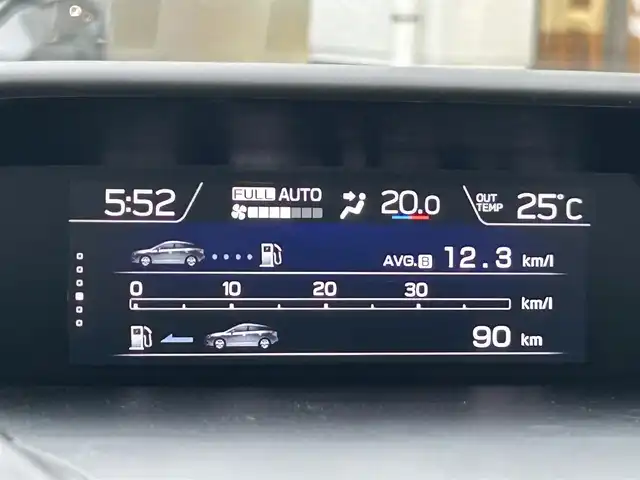 5:52 FULL AUTO 20.0 OUT TEMP 25°C
AVG.B 12.3 km/l
0 10 20 30 km/l
90 km